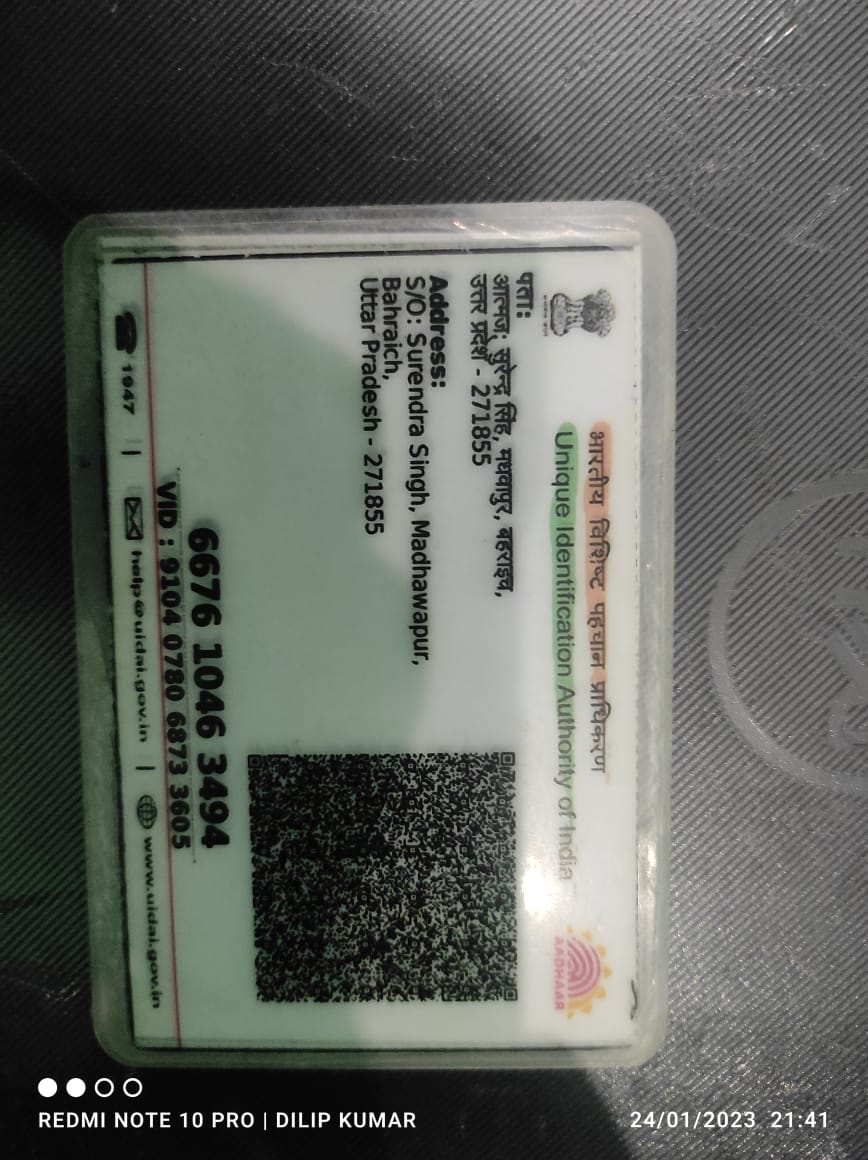 भारतीय विशिष्ट पहचान प्राधिकरण
Unique Identification Authority of India
AADHAAR
पता:
आत्मज: सुरेन्द्र सिंह, मधवापुर, बहराइच,
उत्तर प्रदेश - 271855
Address:
S/O: Surendra Singh, Madhawapur,
Bahraich,
Uttar Pradesh - 271855
6676 1046 3494
VID : 9104 0780 6873 3605
1947 | help@uidai.gov.in | www.uidai.gov.in
REDMI NOTE 10 PRO | DILIP KUMAR
24/01/2023 21:41